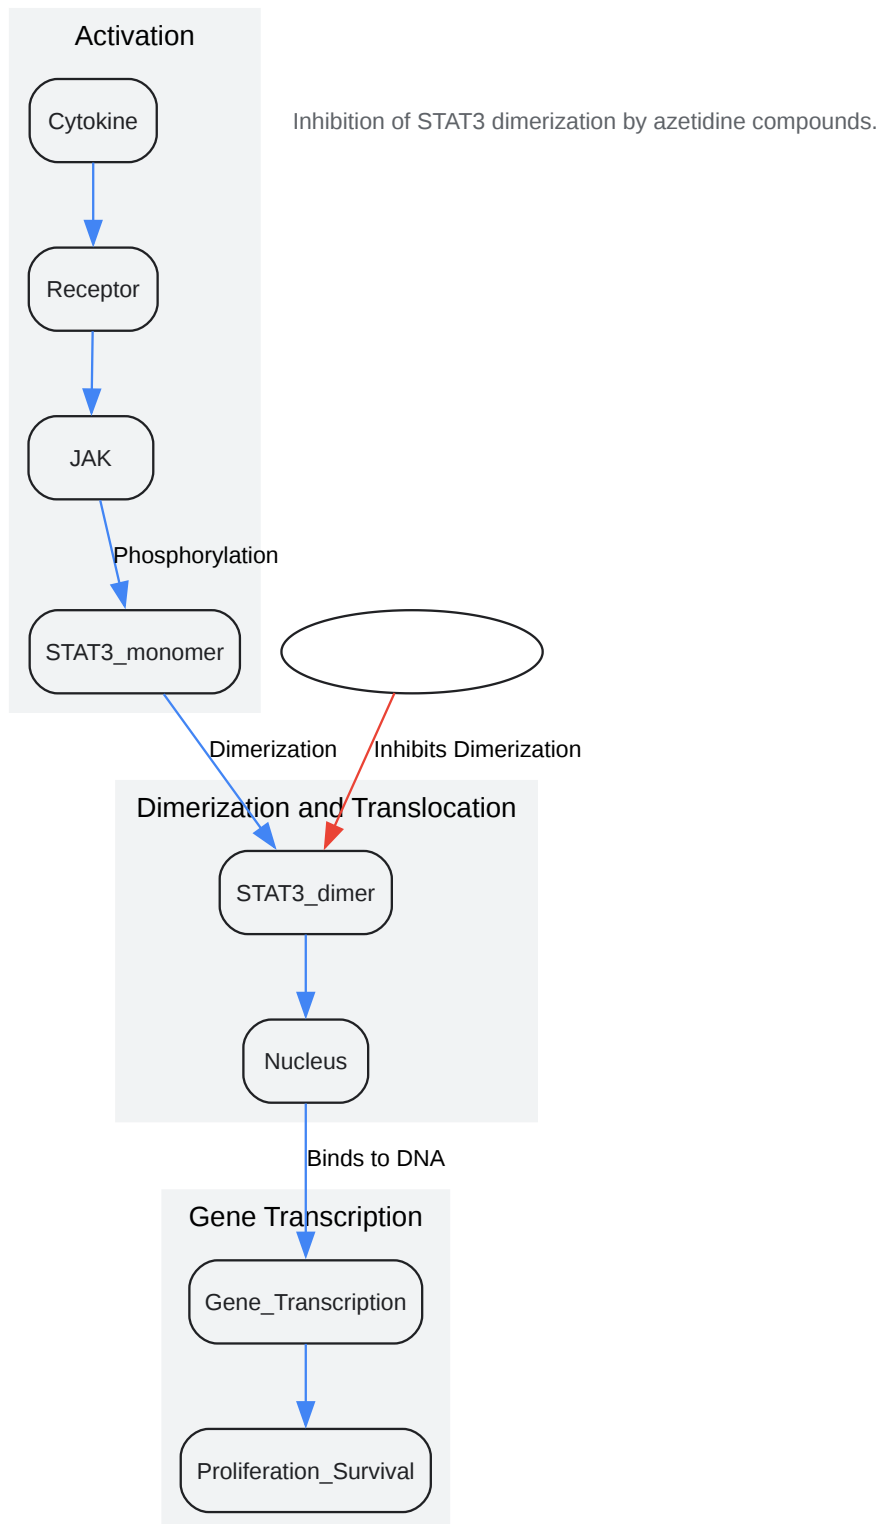 Activation
Cytokine
Inhibition of STAT3 dimerization by azetidine compounds.
Receptor
JAK
Phosphorylation
STAT3_monomer
Dimerization
Inhibits Dimerization
Dimerization and Translocation
STAT3_dimer
Nucleus
Binds to DNA
Gene Transcription
Gene_Transcription
Proliferation_Survival